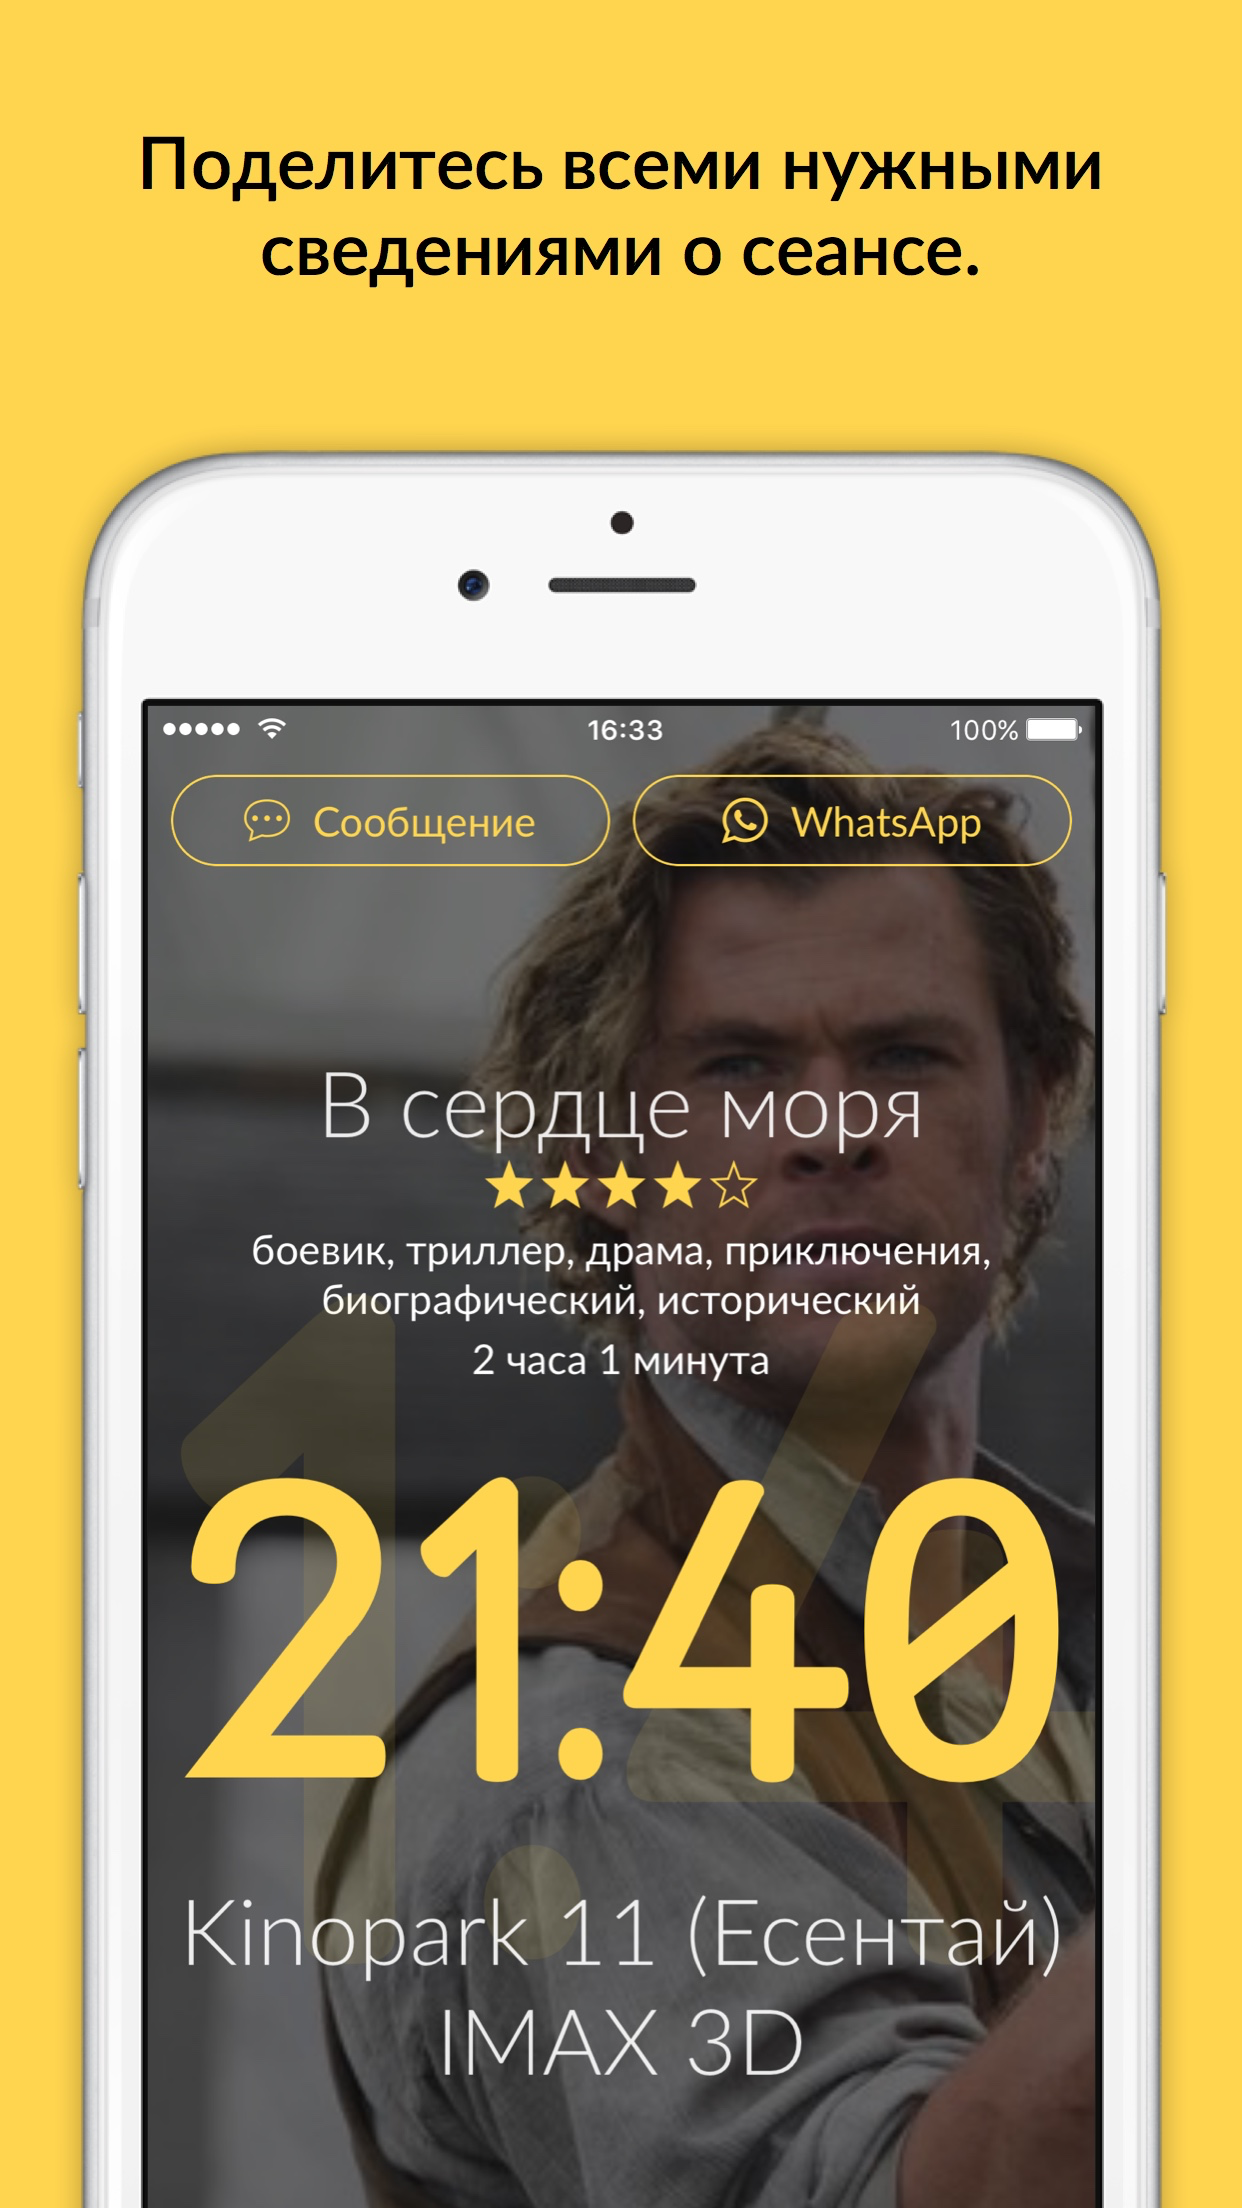 Поделитесь всеми нужными
сведениями о сеансе.
16:33
100%
Сообщение
WhatsApp
В сердце моря
боевик, триллер, драма, приключения,
биографический, исторический
2 часа 1 минута
21:40
Kinopark 11 (Есентай)
IMAX 3D